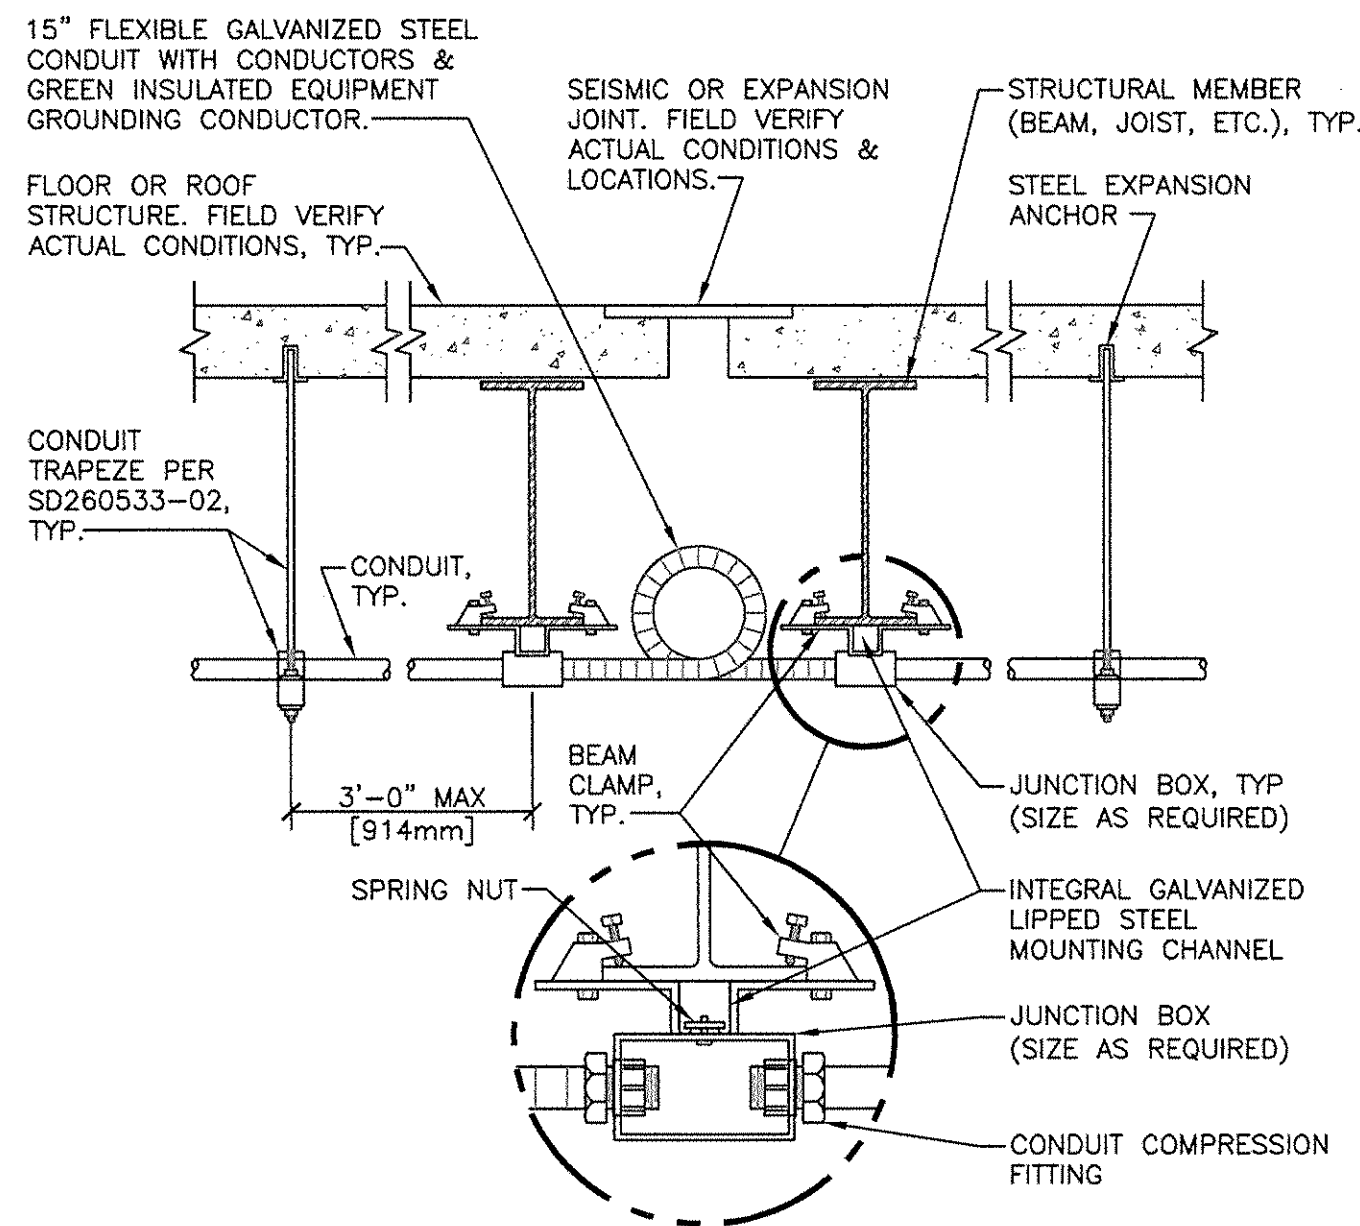 15" FLEXIBLE GALVANIZED STEEL
CONDUIT WITH CONDUCTORS &
GREEN INSULATED EQUIPMENT
GROUNDING CONDUCTOR.
SEISMIC OR EXPANSION
JOINT. FIELD VERIFY
ACTUAL CONDITIONS &
LOCATIONS.
STRUCTURAL MEMBER
(BEAM, JOIST, ETC.), TYP.
FLOOR OR ROOF
STRUCTURE. FIELD VERIFY
ACTUAL CONDITIONS, TYP.
STEEL EXPANSION
ANCHOR
CONDUIT
TRAPEZE PER
SD260533-02,
TYP.
CONDUIT,
TYP.
3'-0" MAX
[914mm]
BEAM
CLAMP,
TYP.
JUNCTION BOX, TYP
(SIZE AS REQUIRED)
SPRING NUT
INTEGRAL GALVANIZED
LIPPED STEEL
MOUNTING CHANNEL
JUNCTION BOX
(SIZE AS REQUIRED)
CONDUIT COMPRESSION
FITTING